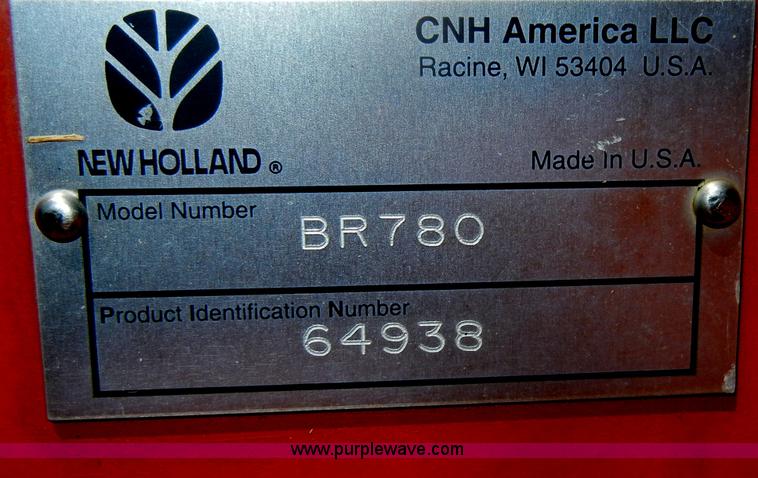 CNH America LLC
Racine, WI 53404 U.S.A.
NEW HOLLAND ®
Made In U.S.A.
Model Number
BR780
Product Identification Number
64938
www.purplewave.com